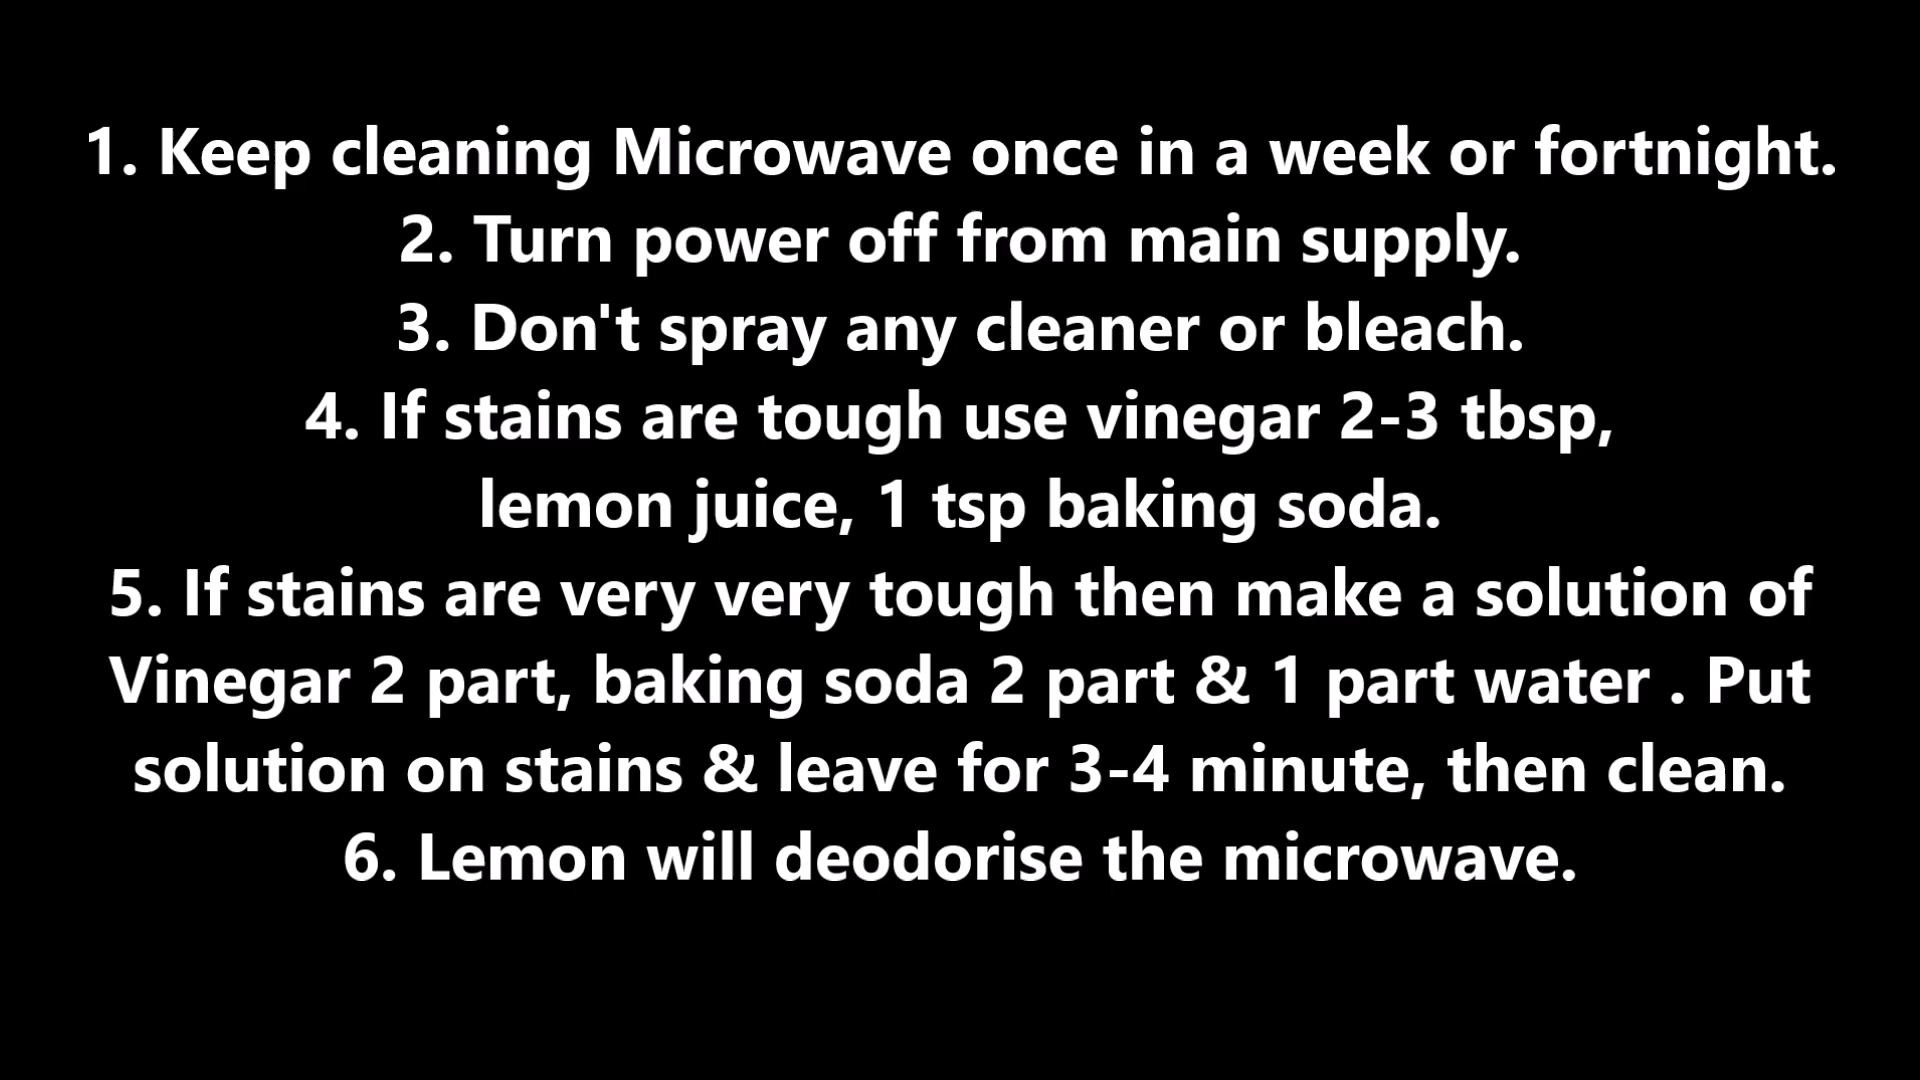 1. Keep cleaning Microwave once in a week or fortnight.
2. Turn power off from main supply.
3. Don't spray any cleaner or bleach.
4. If stains are tough use vinegar 2-3 tbsp,
lemon juice, 1 tsp baking soda.
5. If stains are very very tough then make a solution of
Vinegar 2 part, baking soda 2 part & 1 part water . Put
solution on stains & leave for 3-4 minute, then clean.
6. Lemon will deodorise the microwave.